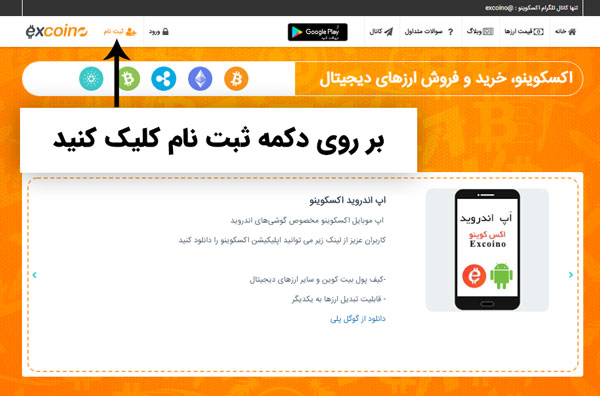 تنها کانال تلگرام اکسکوینو : @excoino
خانه
قیمت ارزها
وبلاگ
سوالات متداول
کانال
Google Play
ورود
ثبت نام
excoino
اکسکوینو، خرید و فروش ارزهای دیجیتال
بر روی دکمه ثبت نام کلیک کنید
اَپ اندروید
اکس کوینو
Excoino
اپ اندروید اکسکوینو
اپ موبایل اکسکوینو مخصوص گوشی‌های اندروید
کاربران عزیز از لینک زیر می توانید اپلیکیشن اکسکوینو را دانلود کنید
-کیف پول بیت کوین و سایر ارزهای دیجیتال
- قابلیت تبدیل ارزها به یکدیگر
دانلود از گوگل پلی